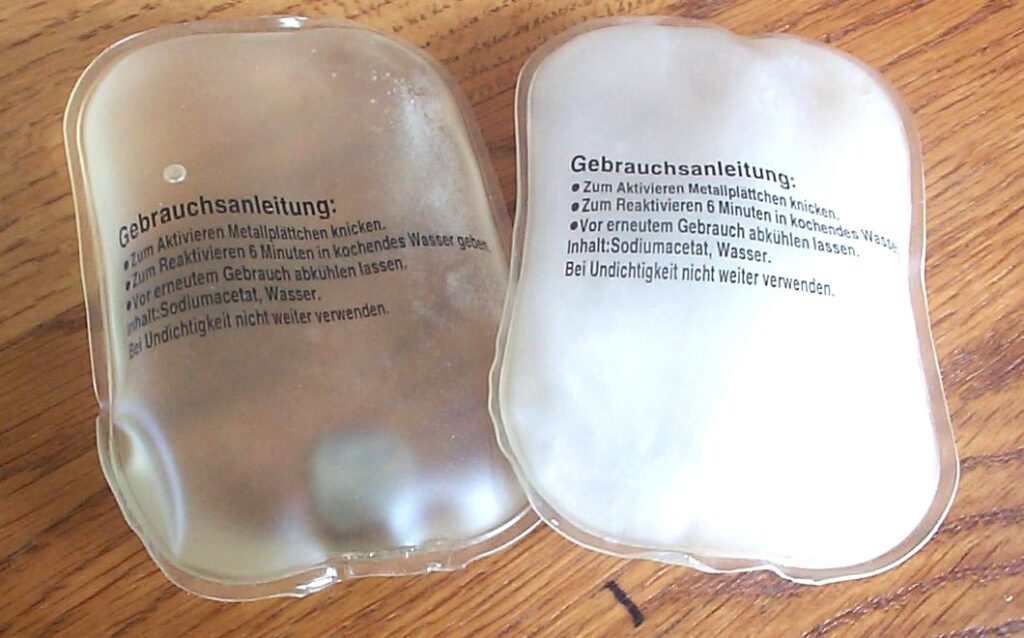 Gebrauchsanleitung:
• Zum Aktivieren Metallplättchen knicken.
• Zum Reaktivieren 6 Minuten in kochendes Wasser geben
• Vor erneutem Gebrauch abkühlen lassen.
Inhalt:Sodiumacetat, Wasser.
Bei Undichtigkeit nicht weiter verwenden.
Gebrauchsanleitung:
• Zum Aktivieren Metallplättchen knicken.
• Zum Reaktivieren 6 Minuten in kochendes Wasser
• Vor erneutem Gebrauch abkühlen lassen.
Inhalt:Sodiumacetat, Wasser.
Bei Undichtigkeit nicht weiter verwenden.